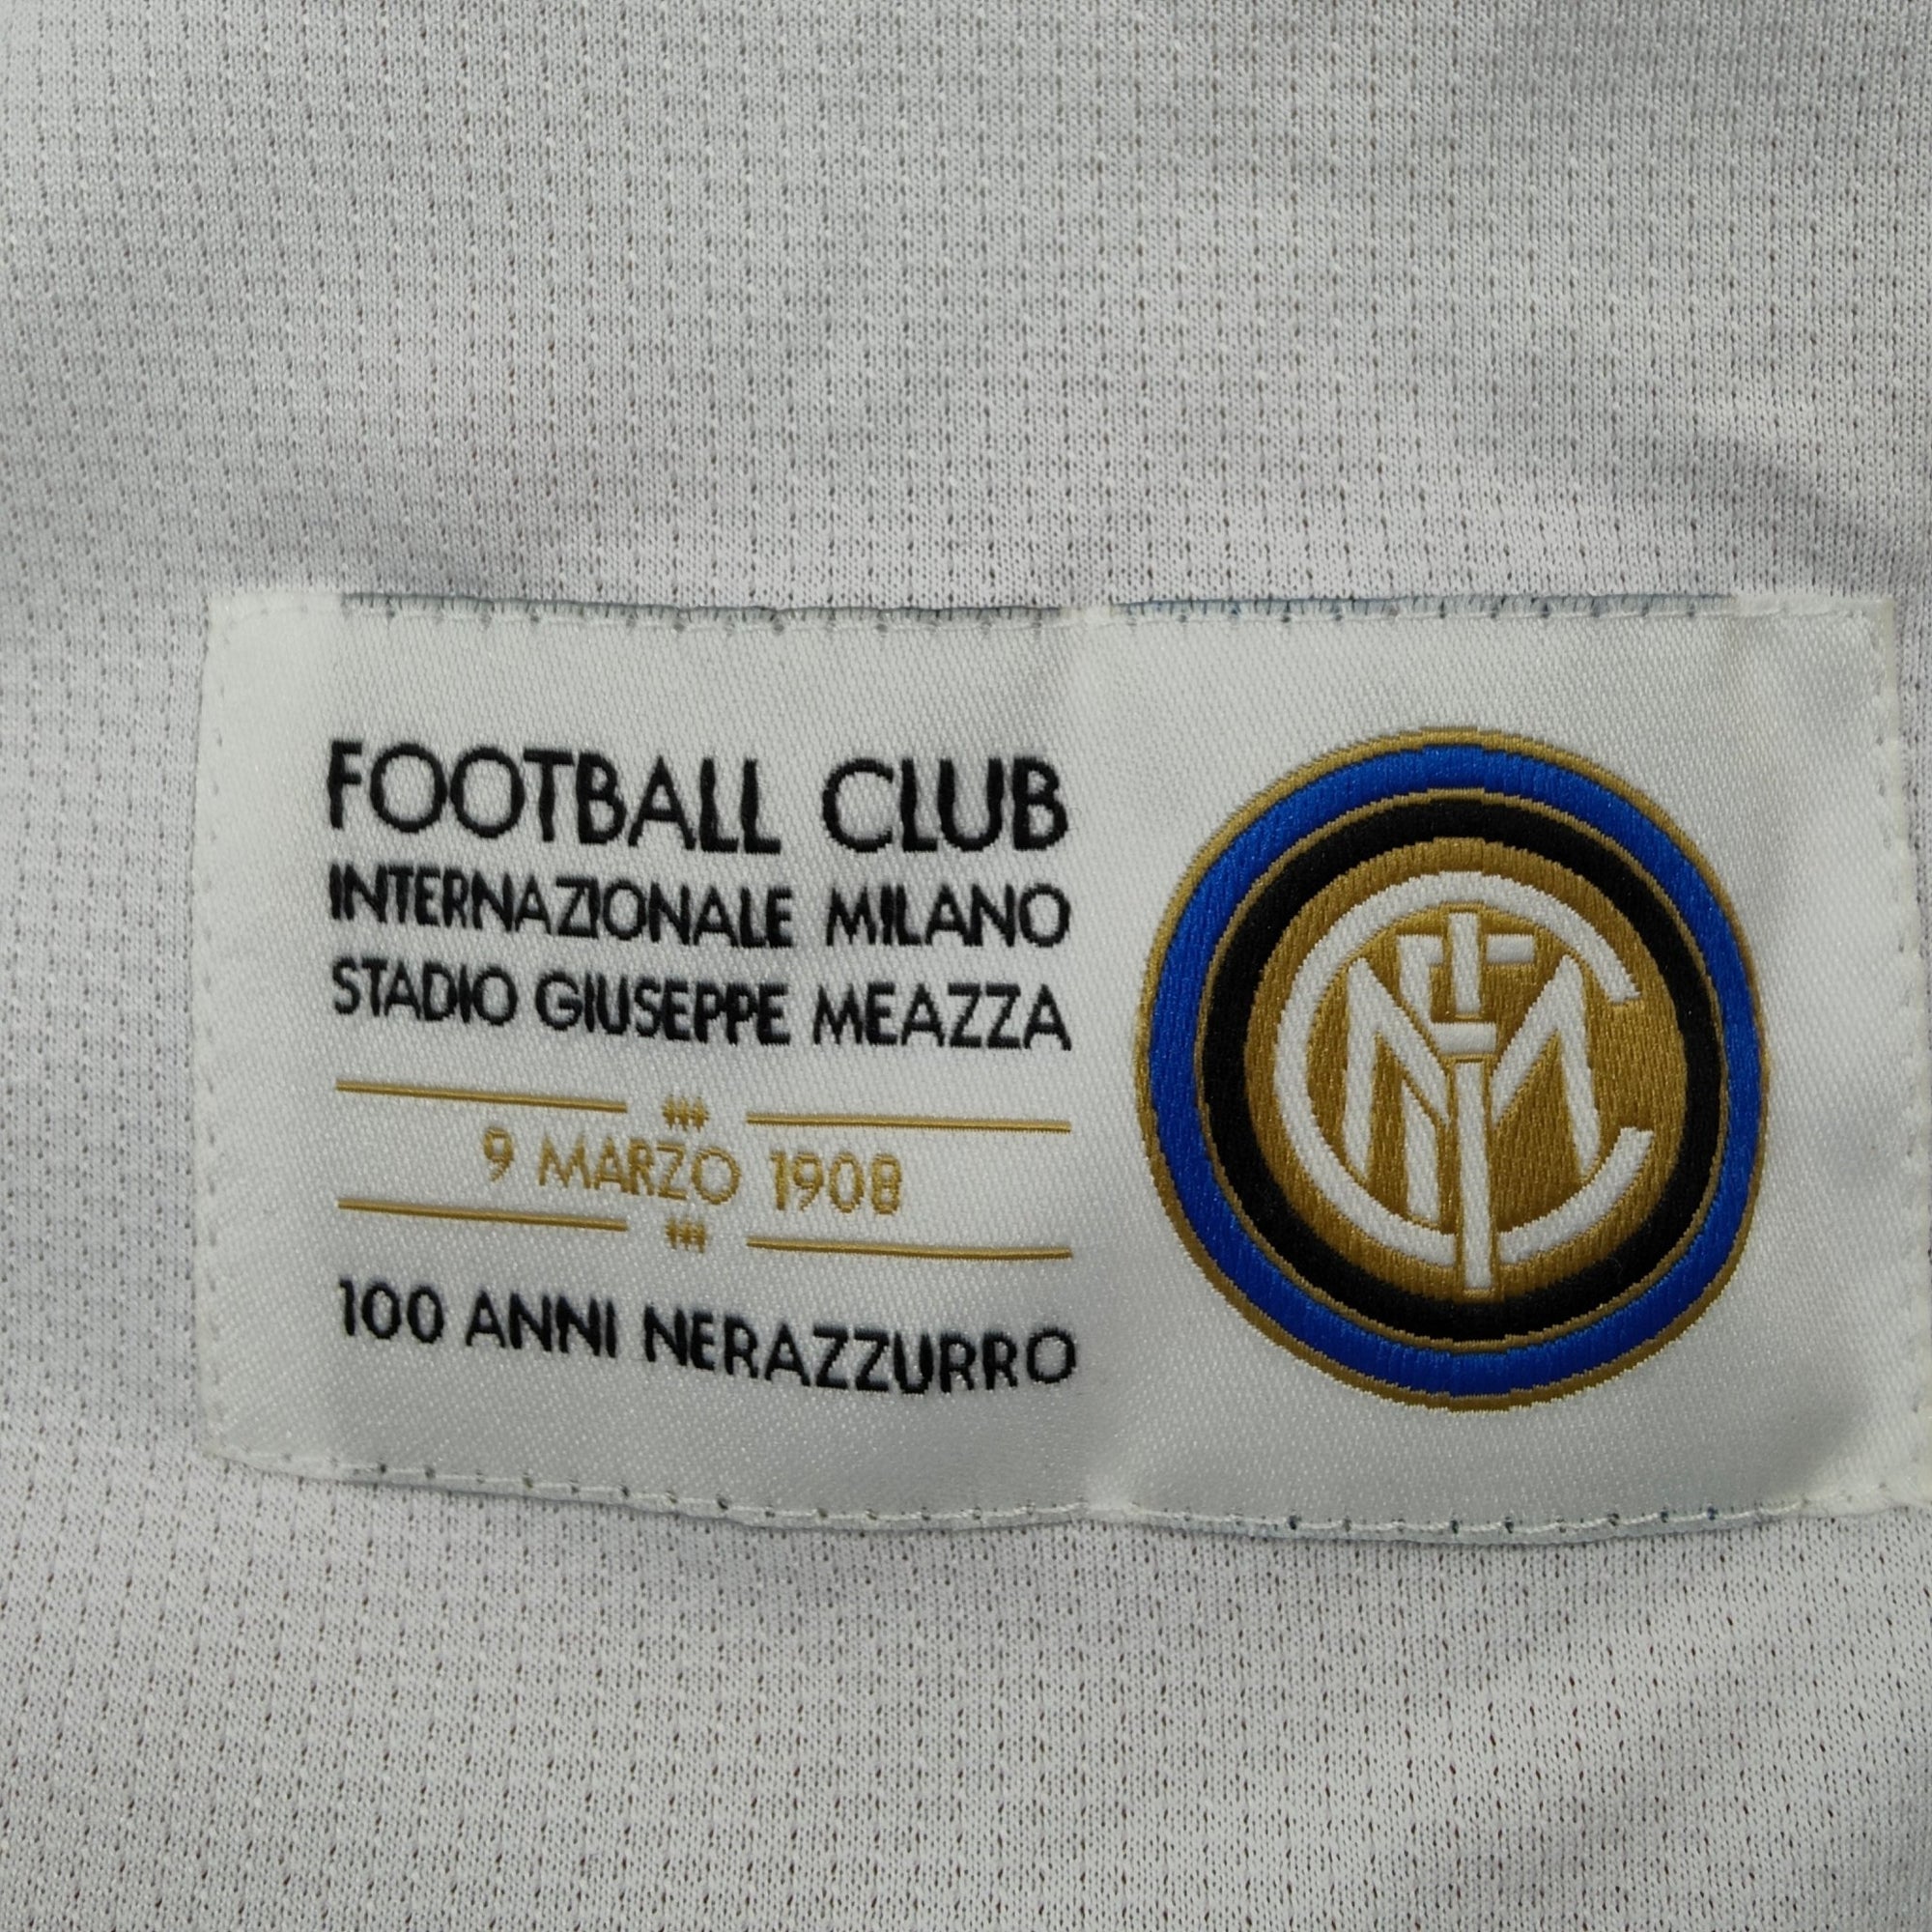 FOOTBALL CLUB
INTERNAZIONALE MILANO
STADIO GIUSEPPE MEAZZA
9 MARZO 1908
100 ANNI NERAZZURRO
FCIM